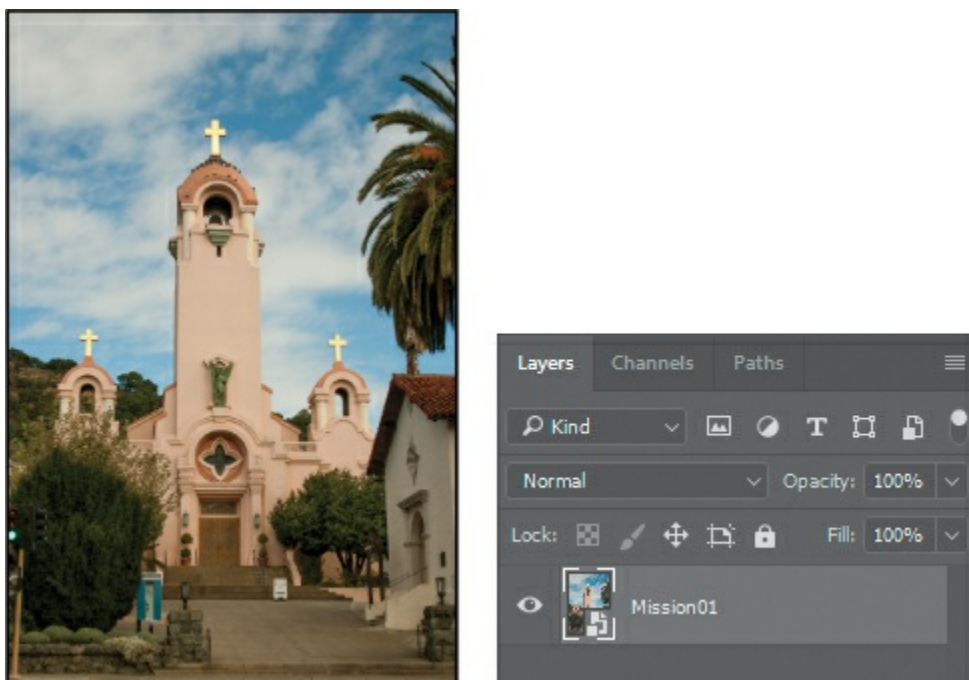 Layers Channels Paths
Kind T
Normal Opacity: 100%
Lock: Fill: 100%
Mission01